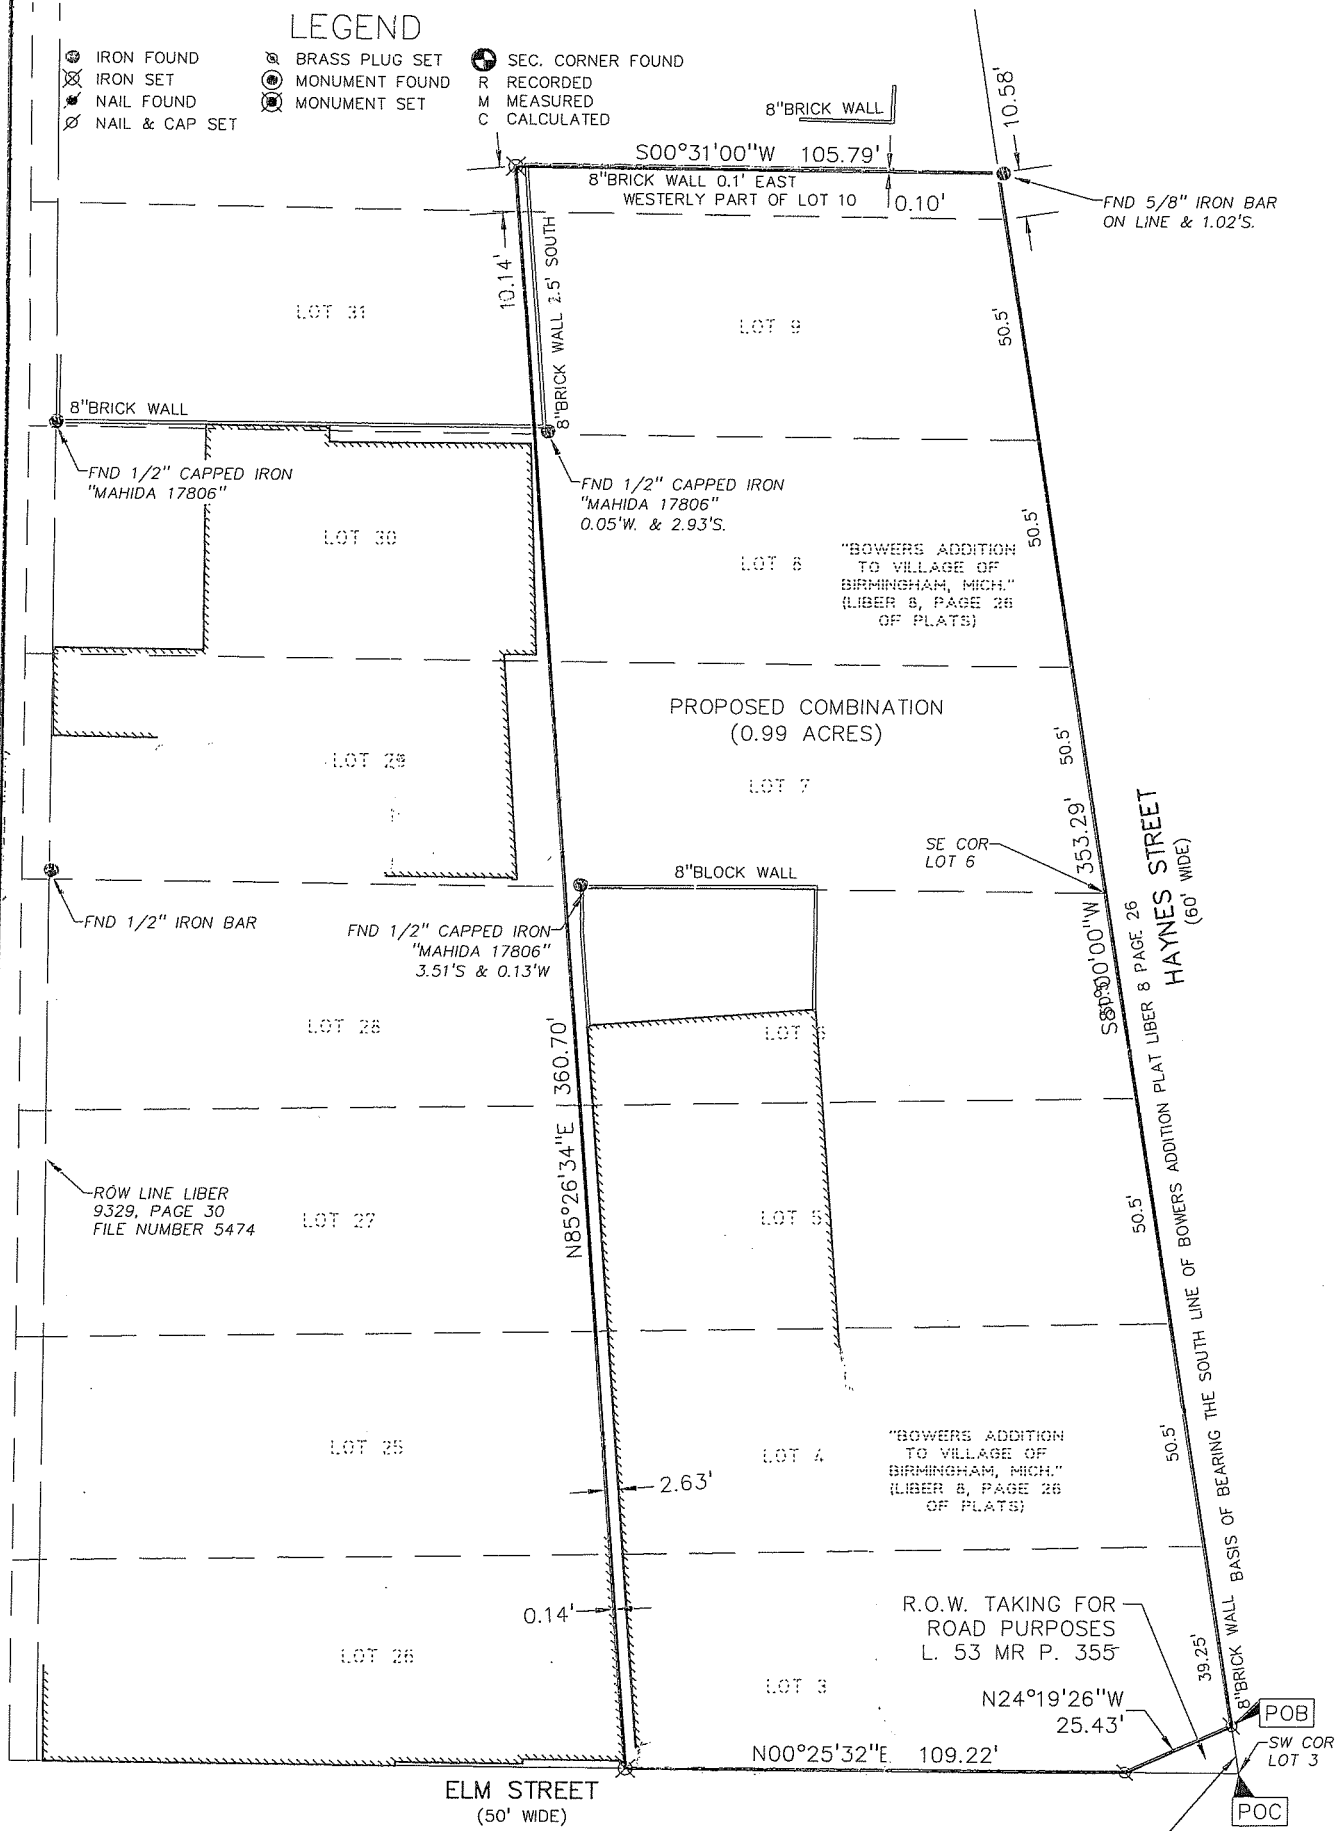 LEGEND
IRON FOUND
IRON SET
NAIL FOUND
NAIL & CAP SET
BRASS PLUG SET
MONUMENT FOUND
MONUMENT SET
SEC. CORNER FOUND
R RECORDED
M MEASURED
C CALCULATED
8"BRICK WALL
10.58'
S00°31'00"W 105.79'
8"BRICK WALL 0.1' EAST
WESTERLY PART OF LOT 10
0.10'
FND 5/8" IRON BAR
ON LINE & 1.02'S.
10.14'
8"BRICK WALL 2.5' SOUTH
LOT 31
LOT 9
50.5'
8"BRICK WALL
FND 1/2" CAPPED IRON
"MAHIDA 17806"
FND 1/2" CAPPED IRON
"MAHIDA 17806"
0.05'W. & 2.93'S.
LOT 30
LOT 8
50.5'
"BOWERS ADDITION
TO VILLAGE OF
BIRMINGHAM, MICH."
(LIBER 8, PAGE 26
OF PLATS)
PROPOSED COMBINATION
(0.99 ACRES)
LOT 29
LOT 7
50.5'
353.29'
HAYNES STREET
(60' WIDE)
SE COR
LOT 6
8"BLOCK WALL
FND 1/2" IRON BAR
FND 1/2" CAPPED IRON
"MAHIDA 17806"
3.51'S & 0.13'W
S80°00'00"W
LOT 28
LOT 6
N85°26'34"E 360.70'
ROW LINE LIBER
9329, PAGE 30
FILE NUMBER 5474
LOT 27
LOT 5
50.5'
8"BRICK WALL BASIS OF BEARING THE SOUTH LINE OF BOWERS ADDITION PLAT LIBER 8 PAGE 26
LOT 25
LOT 4
50.5'
"BOWERS ADDITION
TO VILLAGE OF
BIRMINGHAM, MICH."
(LIBER 8, PAGE 26
OF PLATS)
2.63'
0.14'
R.O.W. TAKING FOR
ROAD PURPOSES
L. 53 MR P. 355
39.25'
LOT 26
LOT 3
N24°19'26"W
25.43'
POB
SW COR
LOT 3
N00°25'32"E 109.22'
ELM STREET
(50' WIDE)
POC